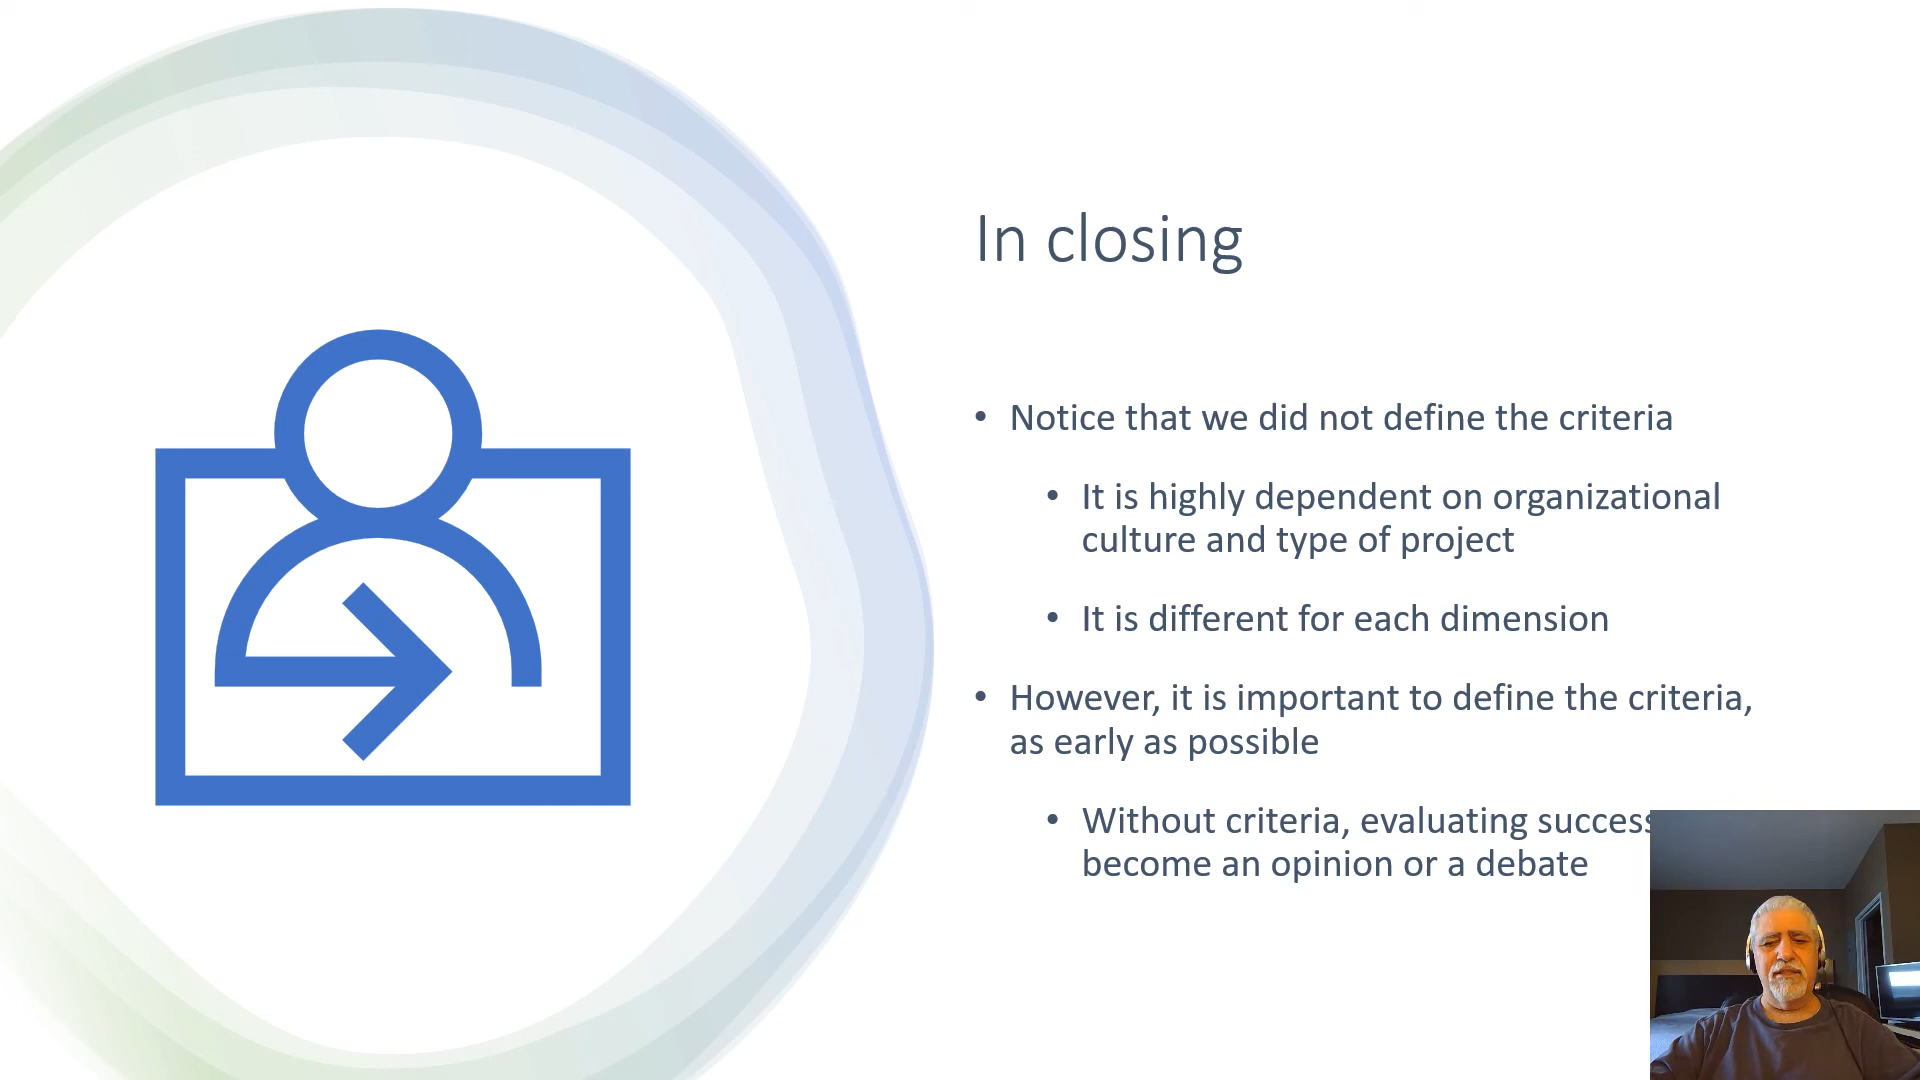 In closing
• Notice that we did not define the criteria
• It is highly dependent on organizational
culture and type of project
• It is different for each dimension
• However, it is important to define the criteria,
as early as possible
• Without criteria, evaluating success
become an opinion or a debate